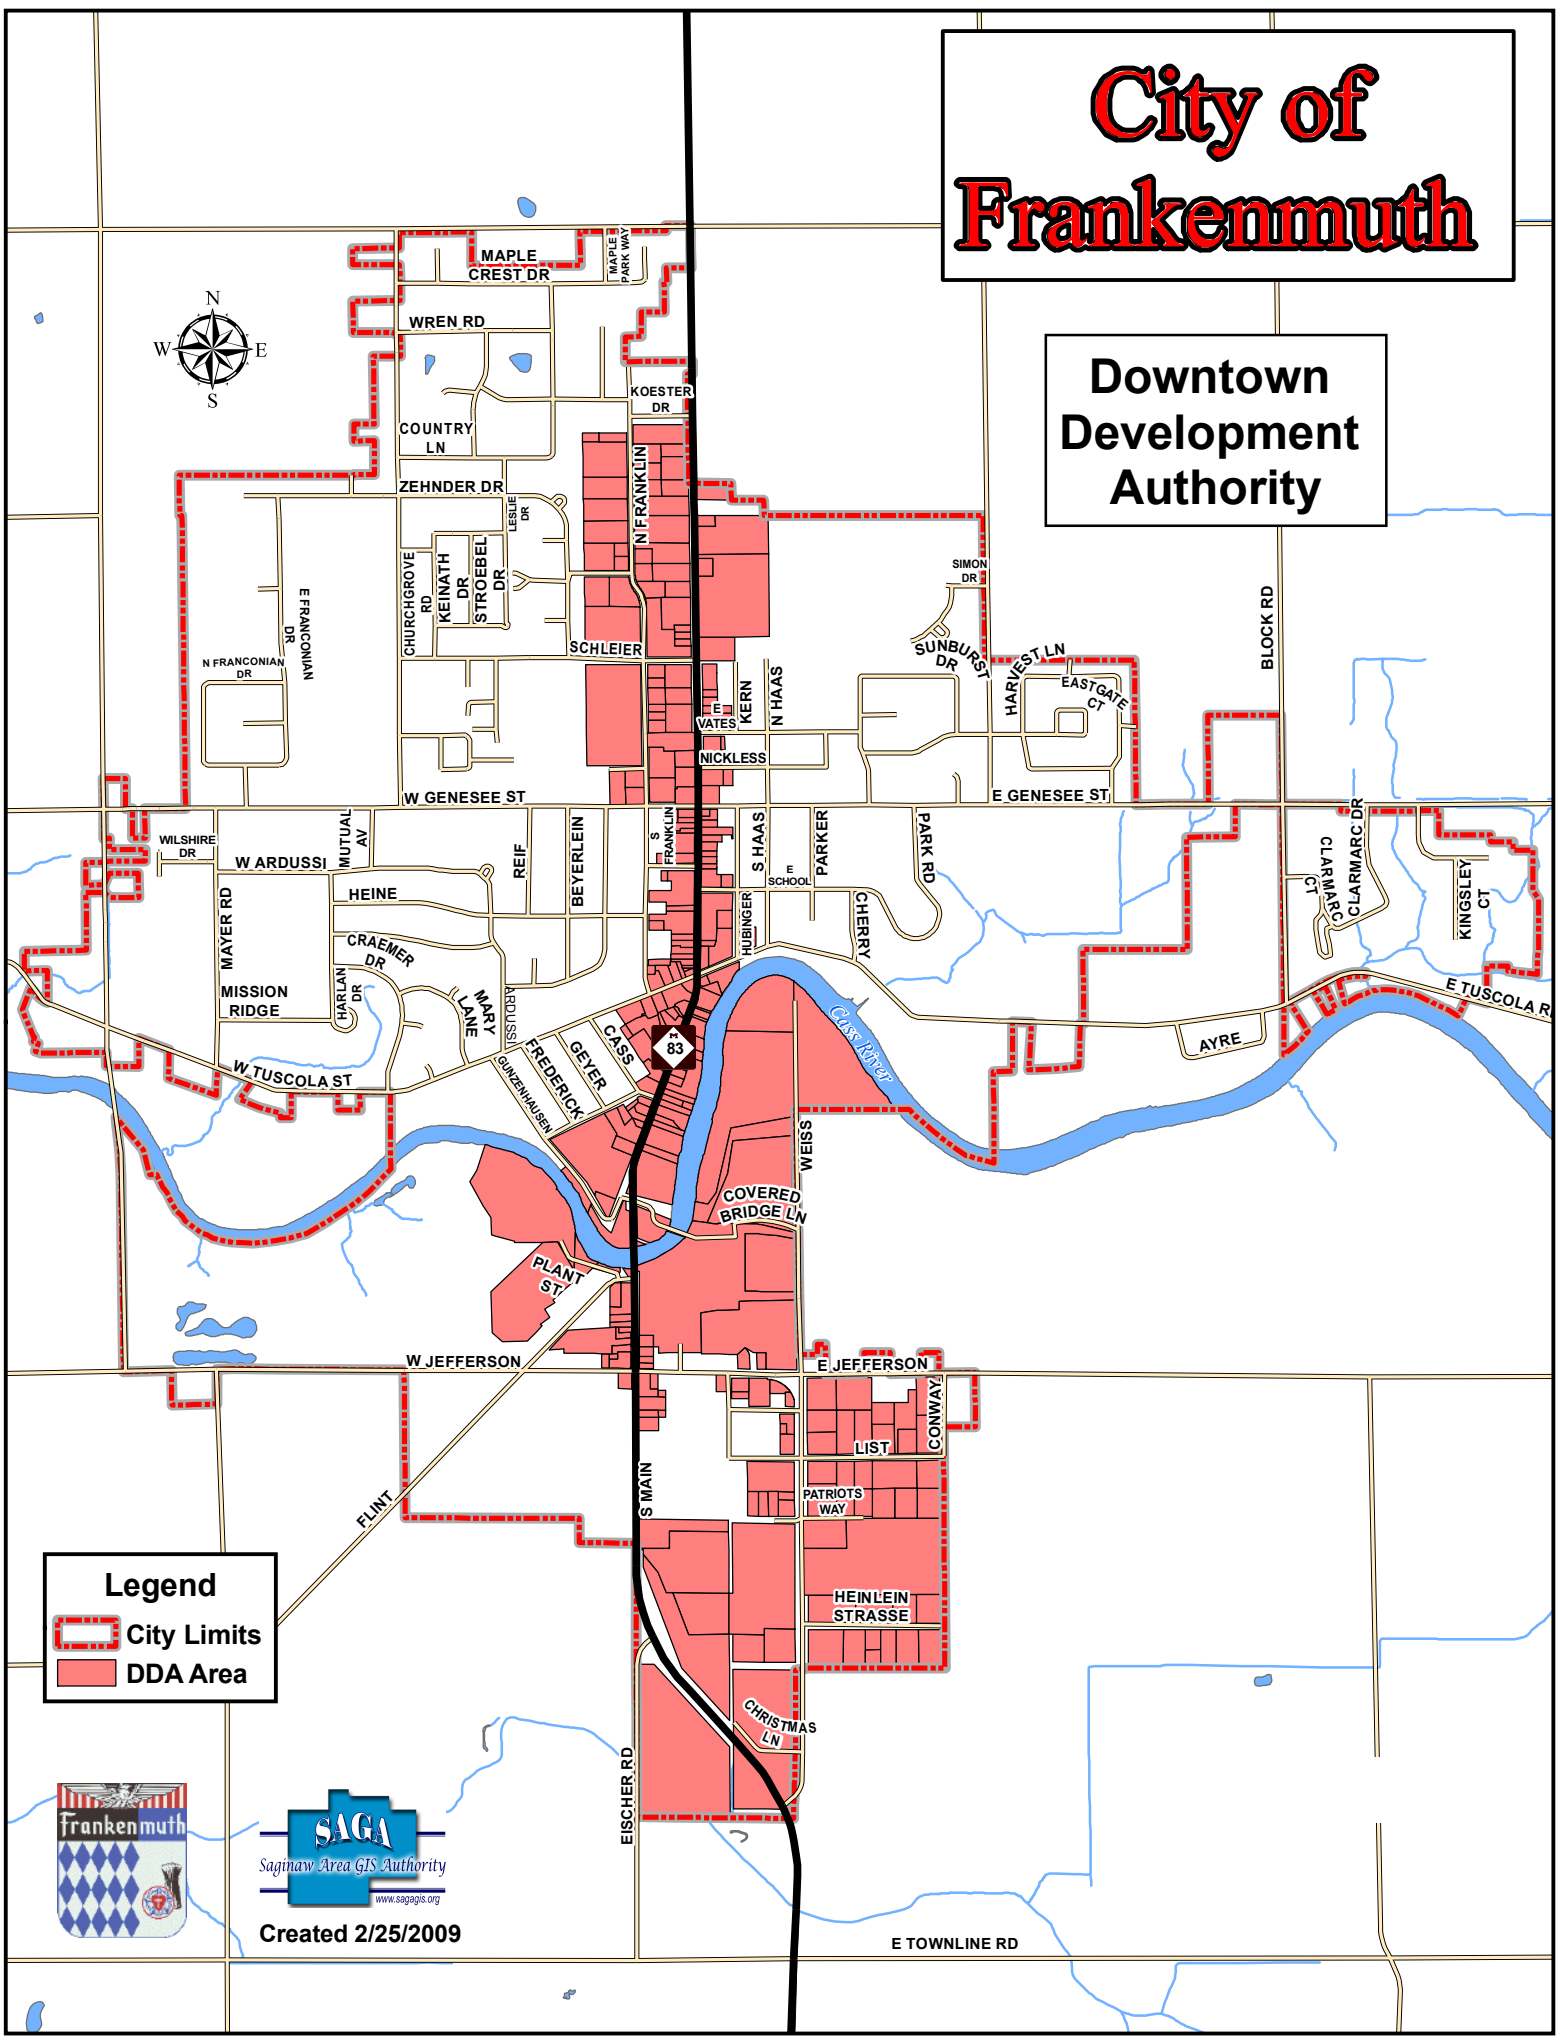 City of
Frankenmuth
Downtown
Development
Authority
N
W
E
S
MAPLE
CREST DR
MAPLE
PARK WAY
WREN RD
KOESTER
DR
COUNTRY
LN
ZEHNDER DR
LESLIE
DR
N FRANKLIN
CHURCHGROVE
RD
KEINATH
DR
STROEBEL
DR
SIMON
DR
E FRANCONIAN
DR
N FRANCONIAN
DR
SCHLEIER
SUNBURST
DR
HARVEST LN
EASTGATE
CT
BLOCK RD
KERN
N HAAS
E
VATES
NICKLESS
W GENESEE ST
E GENESEE ST
WILSHIRE
DR
MUTUAL
AV
W ARDUSSI
REIF
BEYERLEIN
S
FRANKLIN
S HAAS
PARKER
PARK RD
E
SCHOOL
CLARMARC DR
CLARMARC
CT
KINGSLEY
CT
HEINE
MAYER RD
CRAEMER
DR
HUBINGER
CHERRY
HARLAN
DR
MISSION
RIDGE
MARY
LANE
ARDUSSI
CASS
GEYER
FREDERICK
GUNZENHAUSEN
M
83
Cass River
E TUSCOLA R
AYRE
W TUSCOLA ST
WEISS
COVERED
BRIDGE LN
PLANT
ST
W JEFFERSON
E JEFFERSON
CONWAY
LIST
S MAIN
PATRIOTS
WAY
FLINT
HEINLEIN
STRASSE
Legend
City Limits
DDA Area
CHRISTMAS
LN
EISCHER RD
Frankenmuth
SAGA
Saginaw Area GIS Authority
www.sagagis.org
Created 2/25/2009
E TOWNLINE RD